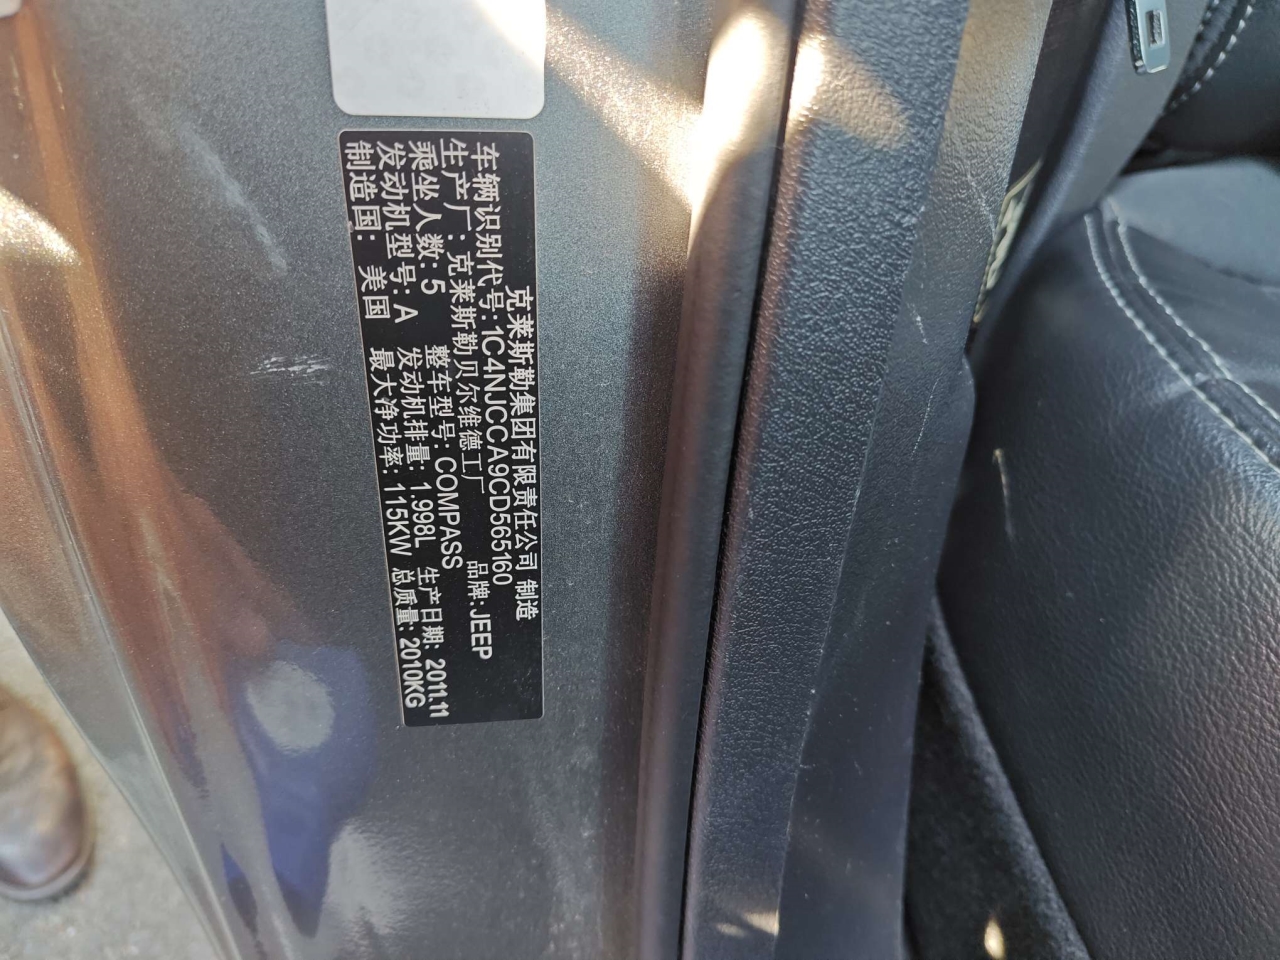 克莱斯勒集团有限责任公司 制造
车辆识别代号: 1C4NJCCA9CD565160
生产厂: 克莱斯勒贝尔维德工厂 品牌: JEEP
乘坐人数: 5 整车型号: COMPASS 生产日期: 2011.11
发动机型号: A 发动机排量: 1.998L 总质量: 2010KG
制造国: 美国 最大净功率: 115KW